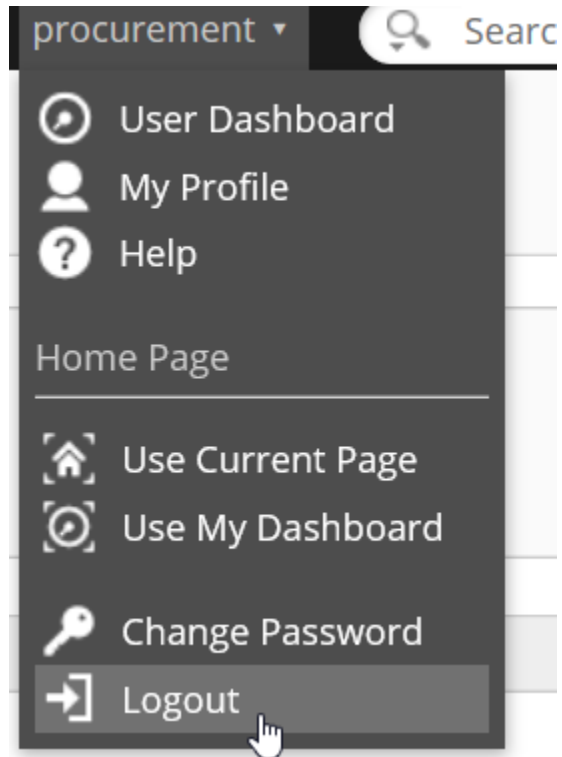 procurement ▾
Searc
User Dashboard
My Profile
Help
Home Page
Use Current Page
Use My Dashboard
Change Password
Logout